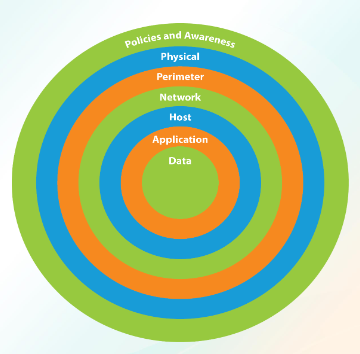 Policies and Awareness
Physical
Perimeter
Network
Host
Application
Data